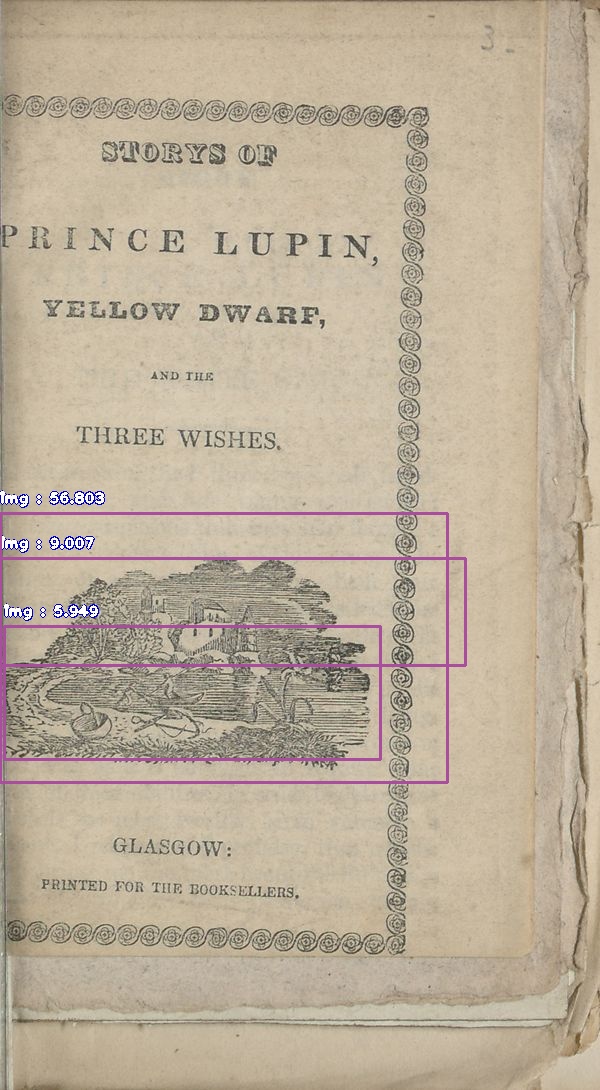 3-
STORYS OF
PRINCE LUPIN,
YELLOW DWARF,
AND THE
THREE WISHES.
Img : 56.803
Img : 9.007
Img : 5.949
GLASGOW:
PRINTED FOR THE BOOKSELLERS.